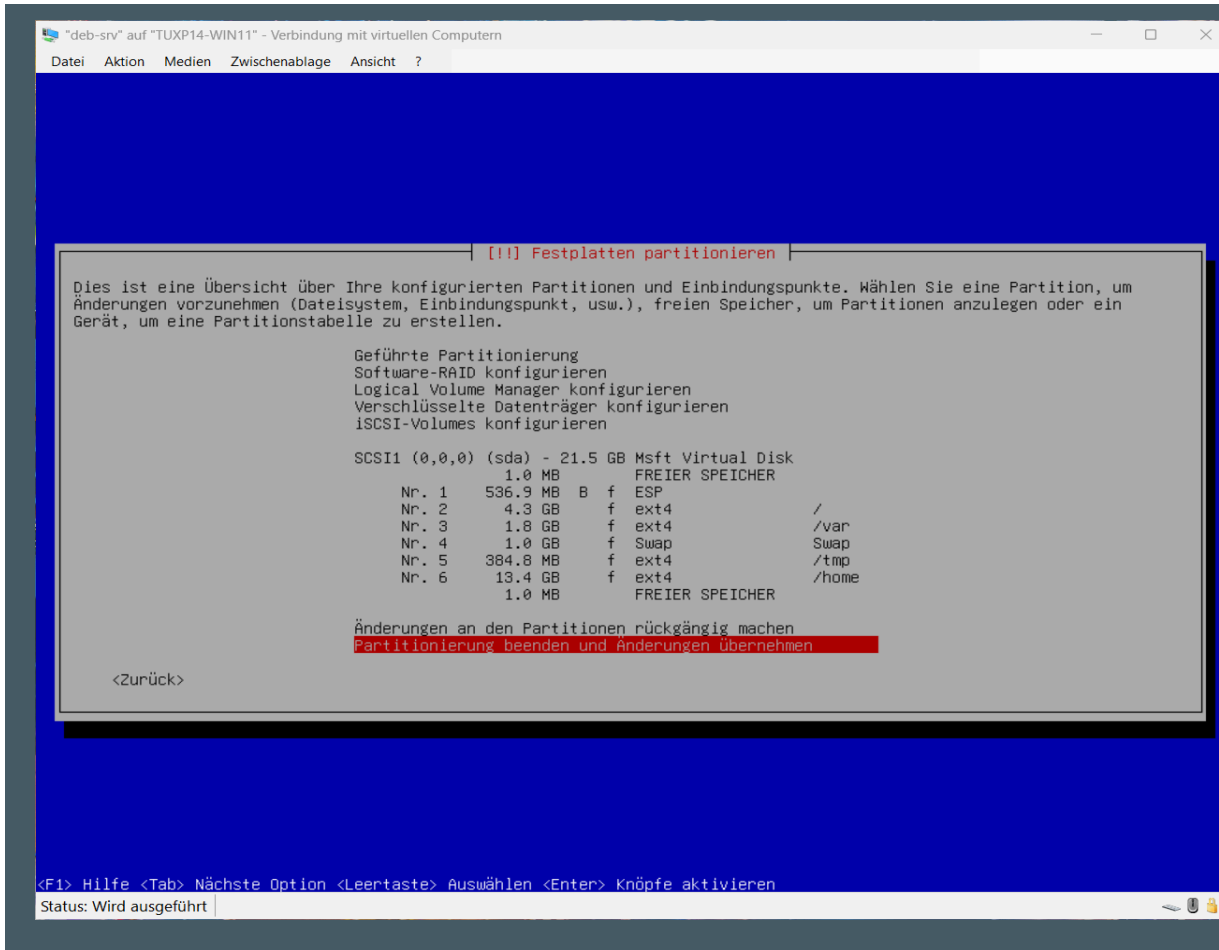 "deb-srv" auf "TUXP14-WIN11" - Verbindung mit virtuellen Computern
Datei Aktion Medien Zwischenablage Ansicht ?
[!!] Festplatten partitionieren
Dies ist eine Übersicht über Ihre konfigurierten Partitionen und Einbindungspunkte. Wählen Sie eine Partition, um
Änderungen vorzunehmen (Dateisystem, Einbindungspunkt, usw.), freien Speicher, um Partitionen anzulegen oder ein
Gerät, um eine Partitionstabelle zu erstellen.
Geführte Partitionierung
Software-RAID konfigurieren
Logical Volume Manager konfigurieren
Verschlüsselte Datenträger konfigurieren
iSCSI-Volumes konfigurieren
SCSI1 (0,0,0) (sda) - 21.5 GB Msft Virtual Disk
1.0 MB FREIER SPEICHER
Nr. 1 536.9 MB B f ESP
Nr. 2 4.3 GB f ext4 /
Nr. 3 1.8 GB f ext4 /var
Nr. 4 1.0 GB f Swap Swap
Nr. 5 384.8 MB f ext4 /tmp
Nr. 6 13.4 GB f ext4 /home
1.0 MB FREIER SPEICHER
Änderungen an den Partitionen rückgängig machen
Partitionierung beenden und Änderungen übernehmen
<Zurück>
<F1> Hilfe <Tab> Nächste Option <Leertaste> Auswählen <Enter> Knöpfe aktivieren
Status: Wird ausgeführt